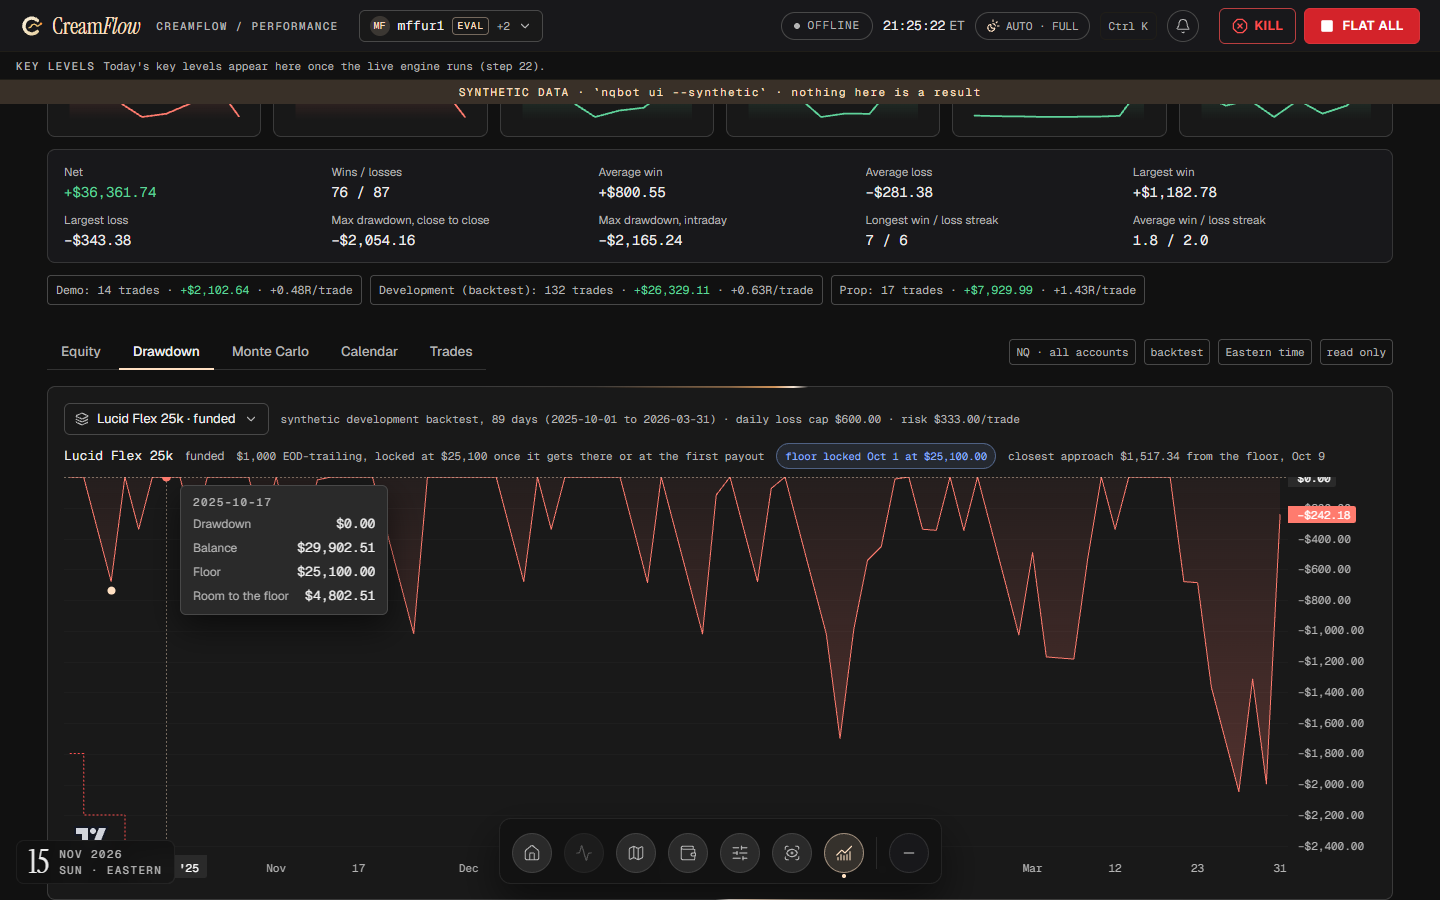 CreamFlow CREAMFLOW / PERFORMANCE MF mffur1 EVAL +2 OFFLINE 21:25:22 ET AUTO · FULL Ctrl K KILL FLAT ALL
KEY LEVELS Today's key levels appear here once the live engine runs (step 22).
SYNTHETIC DATA · `nqbot ui --synthetic` · nothing here is a result
Net Wins / losses Average win Average loss Largest win
+$36,361.74 76 / 87 +$800.55 −$281.38 +$1,182.78
Largest loss Max drawdown, close to close Max drawdown, intraday Longest win / loss streak Average win / loss streak
−$343.38 −$2,054.16 −$2,165.24 7 / 6 1.8 / 2.0
Demo: 14 trades · +$2,102.64 · +0.48R/trade Development (backtest): 132 trades · +$26,329.11 · +0.63R/trade Prop: 17 trades · +$7,929.99 · +1.43R/trade
Equity Drawdown Monte Carlo Calendar Trades NQ · all accounts backtest Eastern time read only
Lucid Flex 25k · funded synthetic development backtest, 89 days (2025-10-01 to 2026-03-31) · daily loss cap $600.00 · risk $333.00/trade
Lucid Flex 25k funded $1,000 EOD-trailing, locked at $25,100 once it gets there or at the first payout floor locked Oct 1 at $25,100.00 closest approach $1,517.34 from the floor, Oct 9
$0.00
2025-10-17
−$242.18
Drawdown $0.00
−$400.00
Balance $29,902.51
Floor $25,100.00
−$600.00
Room to the floor $4,802.51
−$800.00
−$1,000.00
−$1,200.00
−$1,400.00
−$1,600.00
−$1,800.00
−$2,000.00
−$2,200.00
−$2,400.00
15 NOV 2026
SUN · EASTERN
'25 Nov 17 Dec Mar 12 23 31